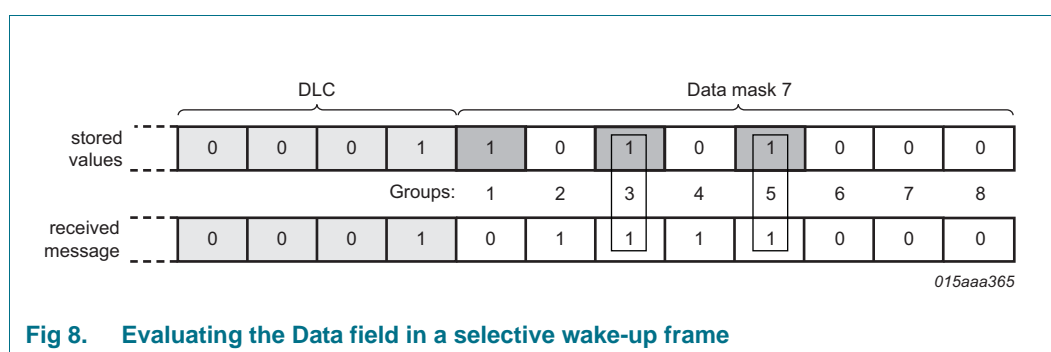 DLC Data mask 7
stored values 0 0 0 1 1 0 1 0 1 0 0 0
Groups: 1 2 3 4 5 6 7 8
received message 0 0 0 1 0 1 1 1 1 0 0 0
015aaa365
Fig 8. Evaluating the Data field in a selective wake-up frame